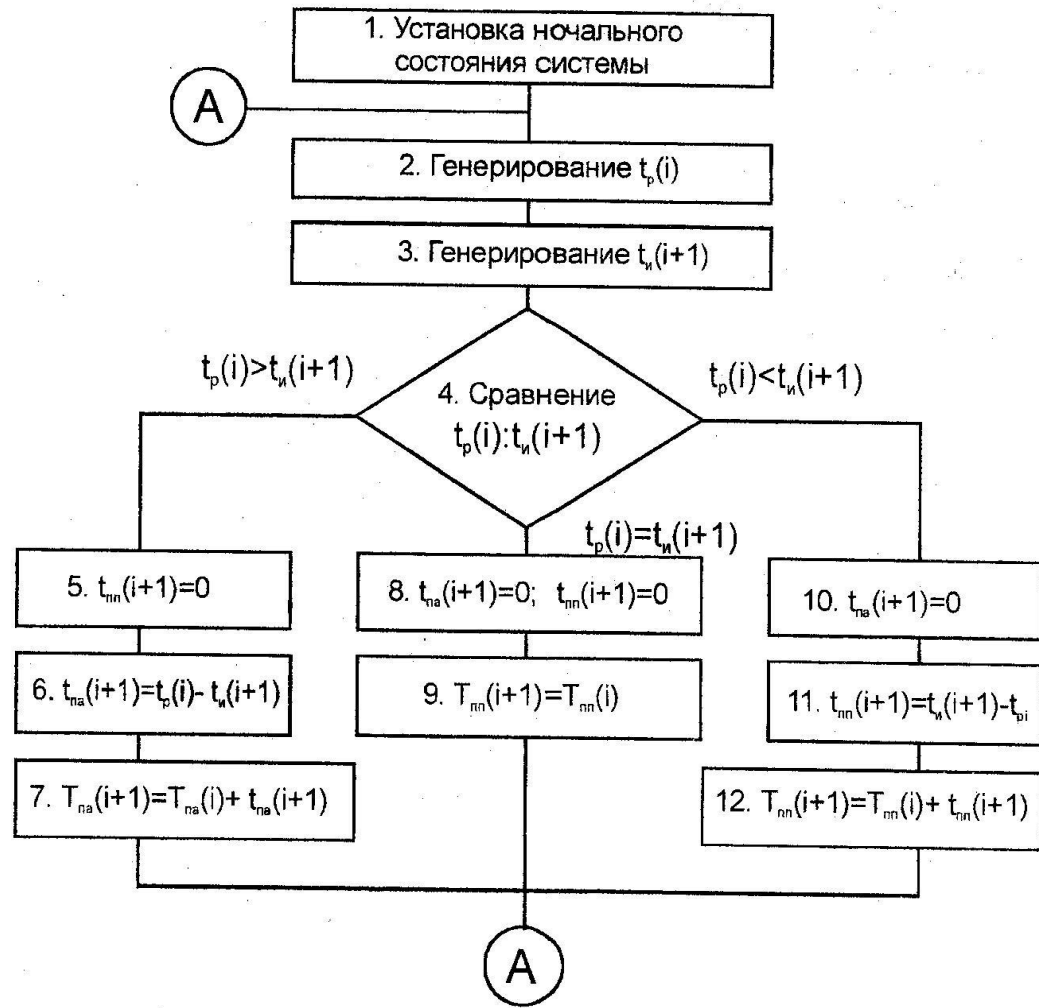 1. Установка ночального
состояния системы
A
2. Генерирование tр(i)
3. Генерирование tи(i+1)
tр(i)>tи(i+1)
tр(i)<tи(i+1)
4. Сравнение
tр(i):tи(i+1)
tр(i)=tи(i+1)
5. tпп(i+1)=0
8. tпа(i+1)=0; tпп(i+1)=0
10. tпа(i+1)=0
6. tпа(i+1)=tр(i)- tи(i+1)
9. Tпп(i+1)=Tпп(i)
11. tпп(i+1)=tи(i+1)-tрi
7. Tпа(i+1)=Tпа(i)+ tпа(i+1)
12. Tпп(i+1)=Tпп(i)+ tпп(i+1)
A